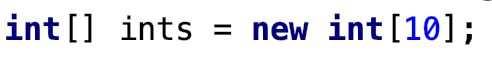 int[] ints = new int[10];